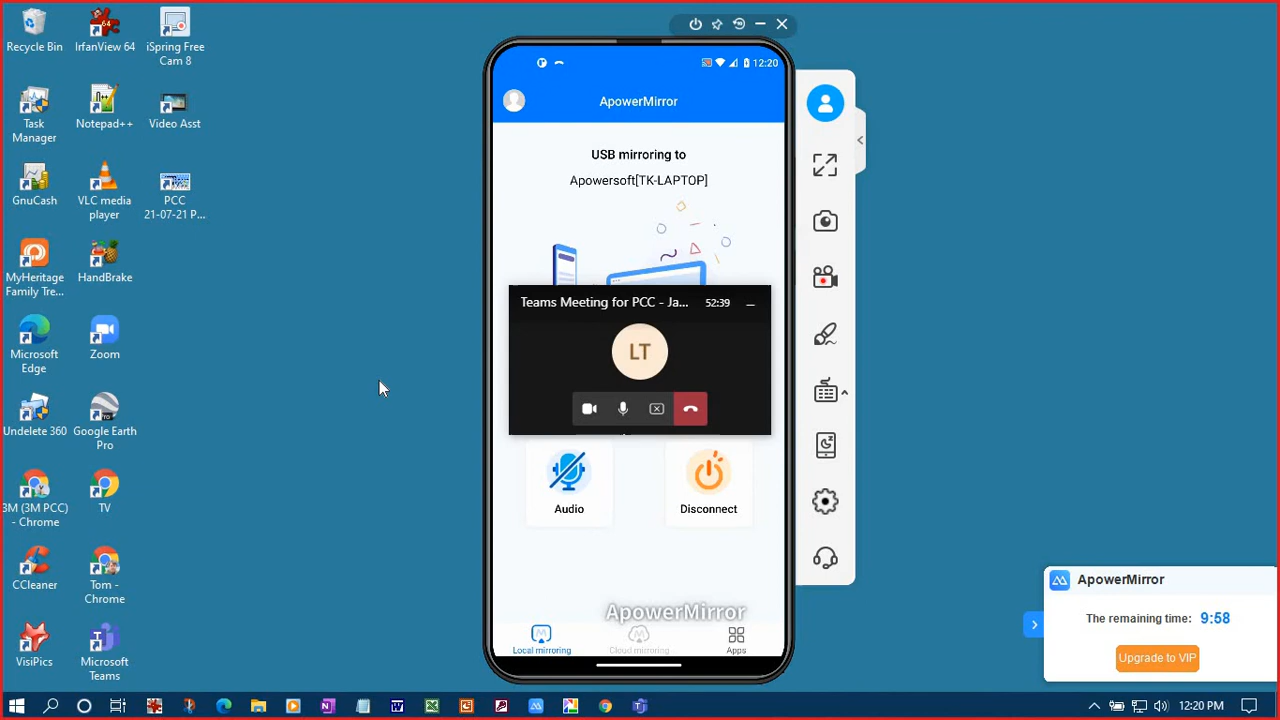 Recycle Bin
IrfanView 64
iSpring Free
Cam 8
Task
Manager
Notepad++
Video Asst
GnuCash
VLC media
player
PCC
21-07-21 P...
MyHeritage
Family Tre...
HandBrake
Microsoft
Edge
Zoom
Undelete 360
Google Earth
Pro
3M (3M PCC)
- Chrome
TV
CCleaner
Tom -
Chrome
VisiPics
Microsoft
Teams
12:20
ApowerMirror
USB mirroring to
Apowersoft[TK-LAPTOP]
Teams Meeting for PCC - Ja...
52:39
LT
Audio
Disconnect
ApowerMirror
Local mirroring
Cloud mirroring
Apps
ApowerMirror
The remaining time: 9:58
Upgrade to VIP
12:20 PM